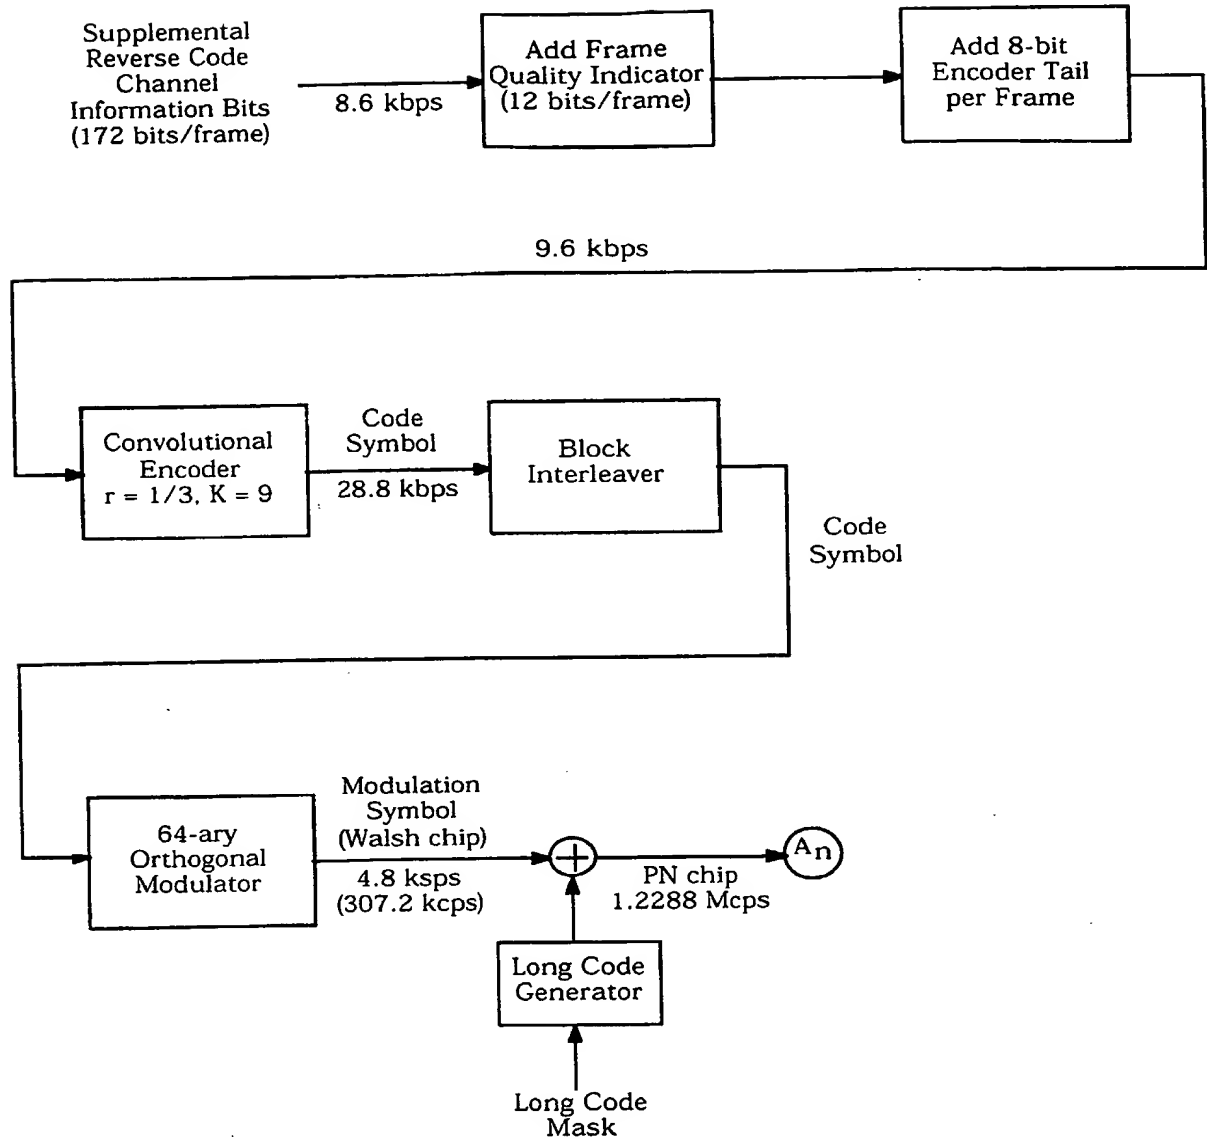 Supplemental
Reverse Code
Channel
Information Bits
(172 bits/frame)
8.6 kbps
Add Frame
Quality Indicator
(12 bits/frame)
Add 8-bit
Encoder Tail
per Frame
9.6 kbps
Convolutional
Encoder
r = 1/3, K = 9
Code
Symbol
28.8 kbps
Block
Interleaver
Code
Symbol
64-ary
Orthogonal
Modulator
Modulation
Symbol
(Walsh chip)
4.8 ksps
(307.2 kcps)
+
PN chip
1.2288 Mcps
An
Long Code
Generator
Long Code
Mask